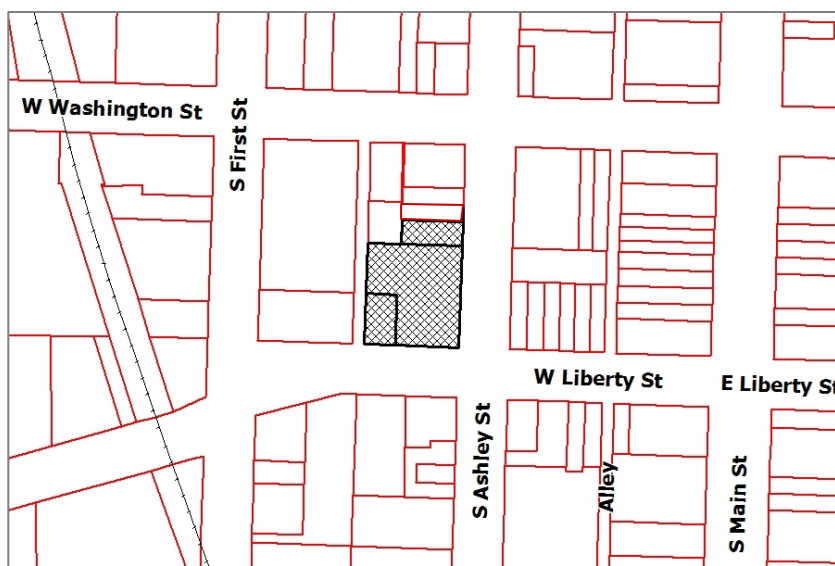 W Washington St
S First St
W Liberty St
E Liberty St
S Ashley St
Alley
S Main St